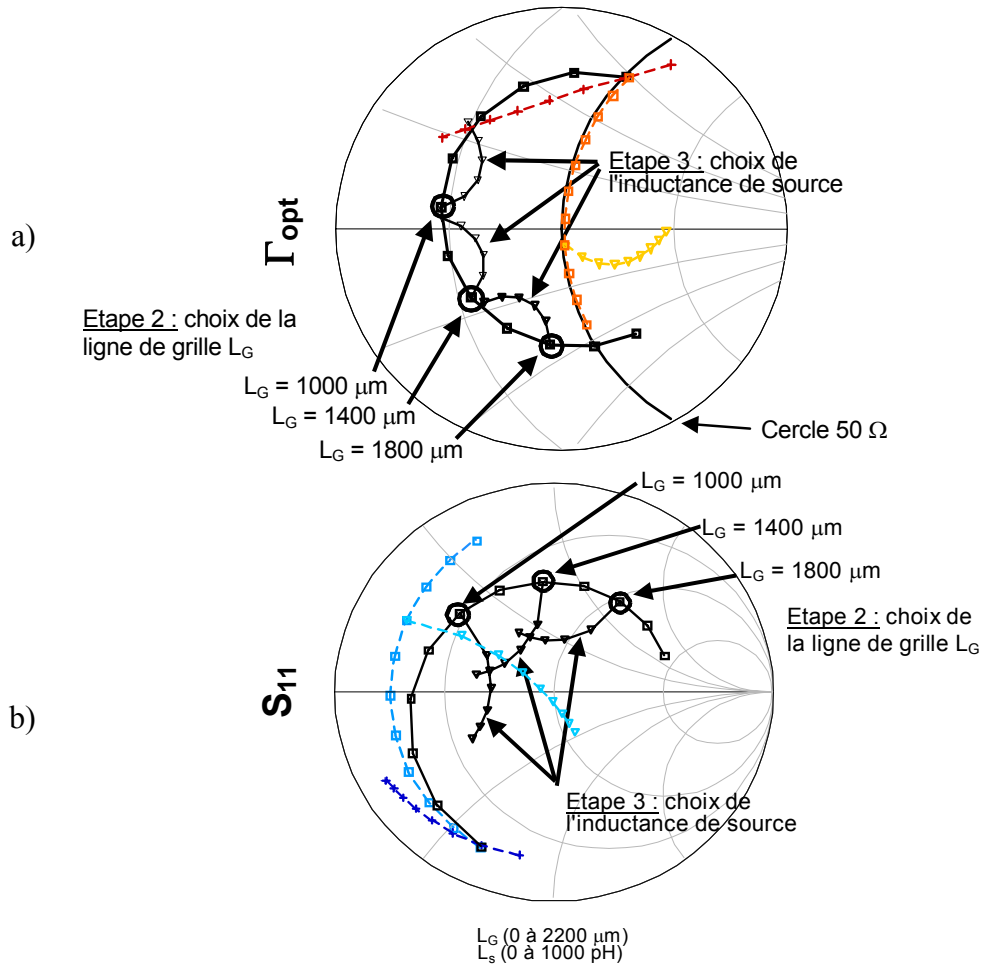 a)
Γopt
Etape 3 : choix de
l'inductance de source
Etape 2 : choix de la
ligne de grille LG
LG = 1000 μm
LG = 1400 μm
LG = 1800 μm
Cercle 50 Ω
b)
S11
LG = 1000 μm
LG = 1400 μm
LG = 1800 μm
Etape 2 : choix de
la ligne de grille LG
Etape 3 : choix de
l'inductance de source
LG (0 à 2200 μm)
Ls (0 à 1000 pH)